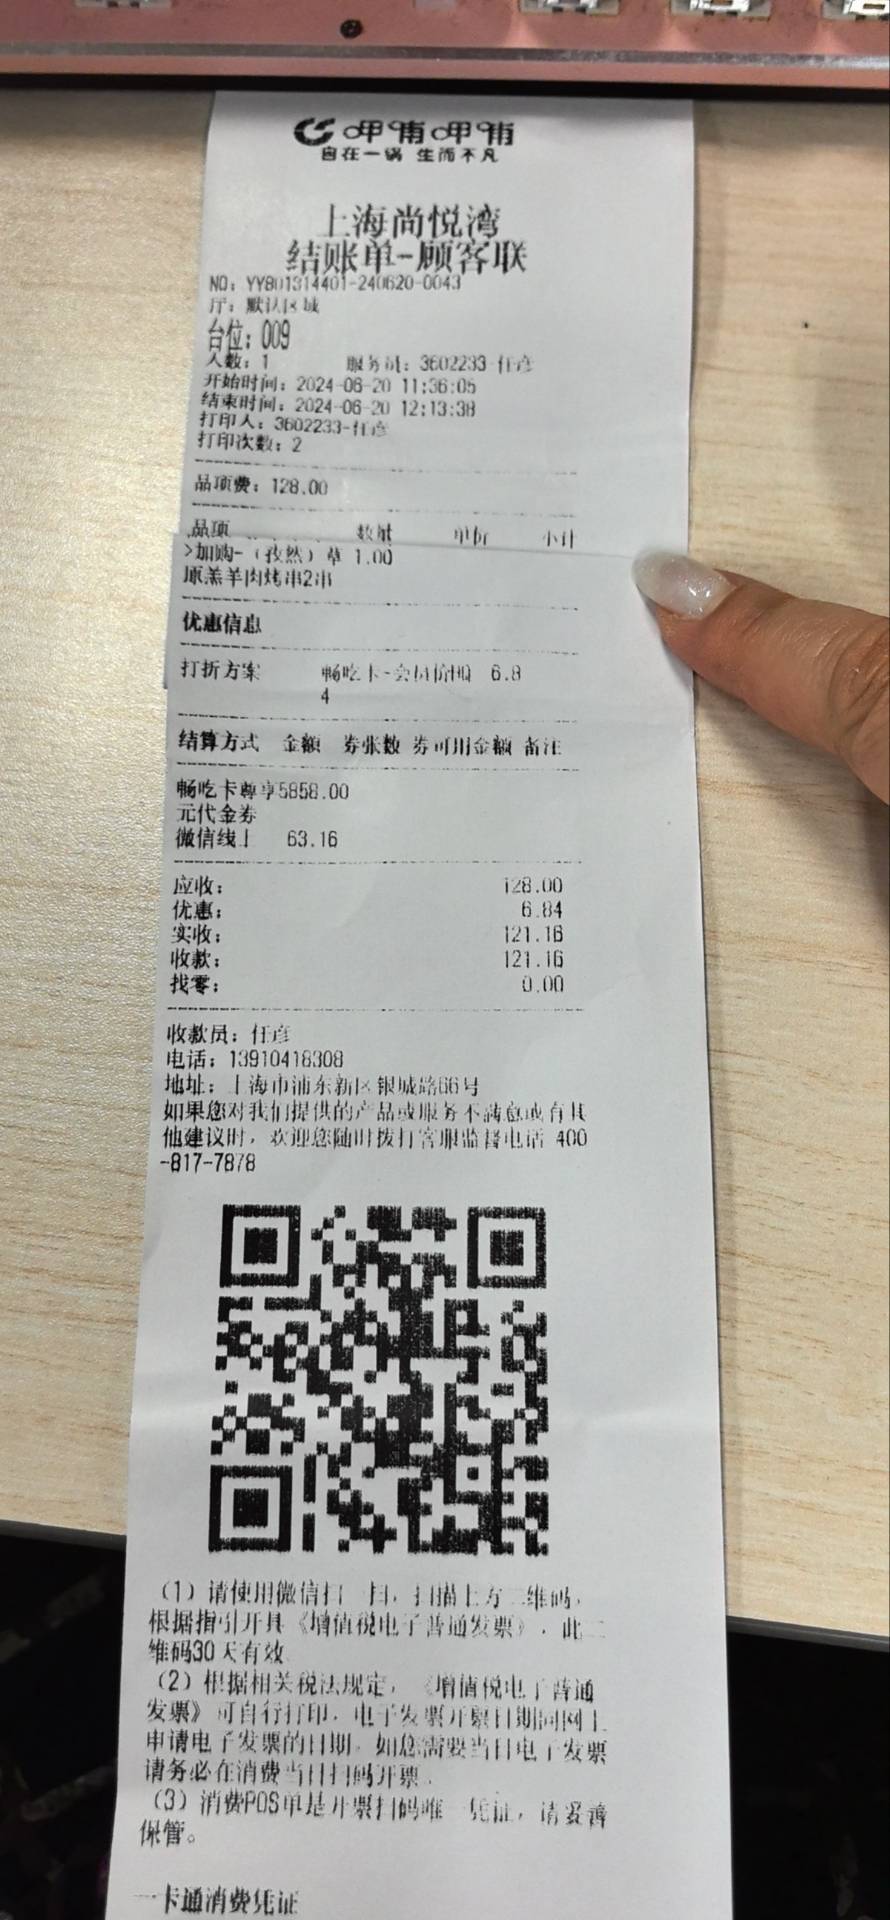 呷哺呷哺
自在一锅 生而不凡
上海尚悦湾
结账单-顾客联
NO: YY801314401-240620-0043
厅: 默认区域
台位: 009
人数: 1 服务员: 3602233-任彦
开始时间: 2024-06-20 11:36:05
结束时间: 2024-06-20 12:13:38
打印人: 3602233-任彦
打印次数: 2
品项费: 128.00
品项 数量 单价 小计
>加购-（孜然）草 1.00
原羔羊肉烤串2串
优惠信息
打折方案 畅吃卡-会员价 6.8
4
结算方式 金额 券张数 券可用金额 备注
畅吃卡尊享5858.00
元代金券
微信线上 63.16
应收: 128.00
优惠: 6.84
实收: 121.16
收款: 121.16
找零: 0.00
收款员: 任彦
电话: 13910418308
地址: 上海市浦东新区银城路66号
如果您对我们提供的产品或服务不满意或有其
他建议时，欢迎您随时拨打客服监督电话 400
-817-7878
（1）请使用微信扫一扫，扫描上方二维码，
根据指引开具《增值税电子普通发票》，此二
维码30天有效
（2）根据相关税法规定，《增值税电子普通
发票》可自行打印，电子发票开票日期同网上
申请电子发票的日期，如您需要当日电子发票
请务必在消费当日扫码开票。
（3）消费POS单是开票扫码唯一凭证，请妥善
保管。
一卡通消费凭证